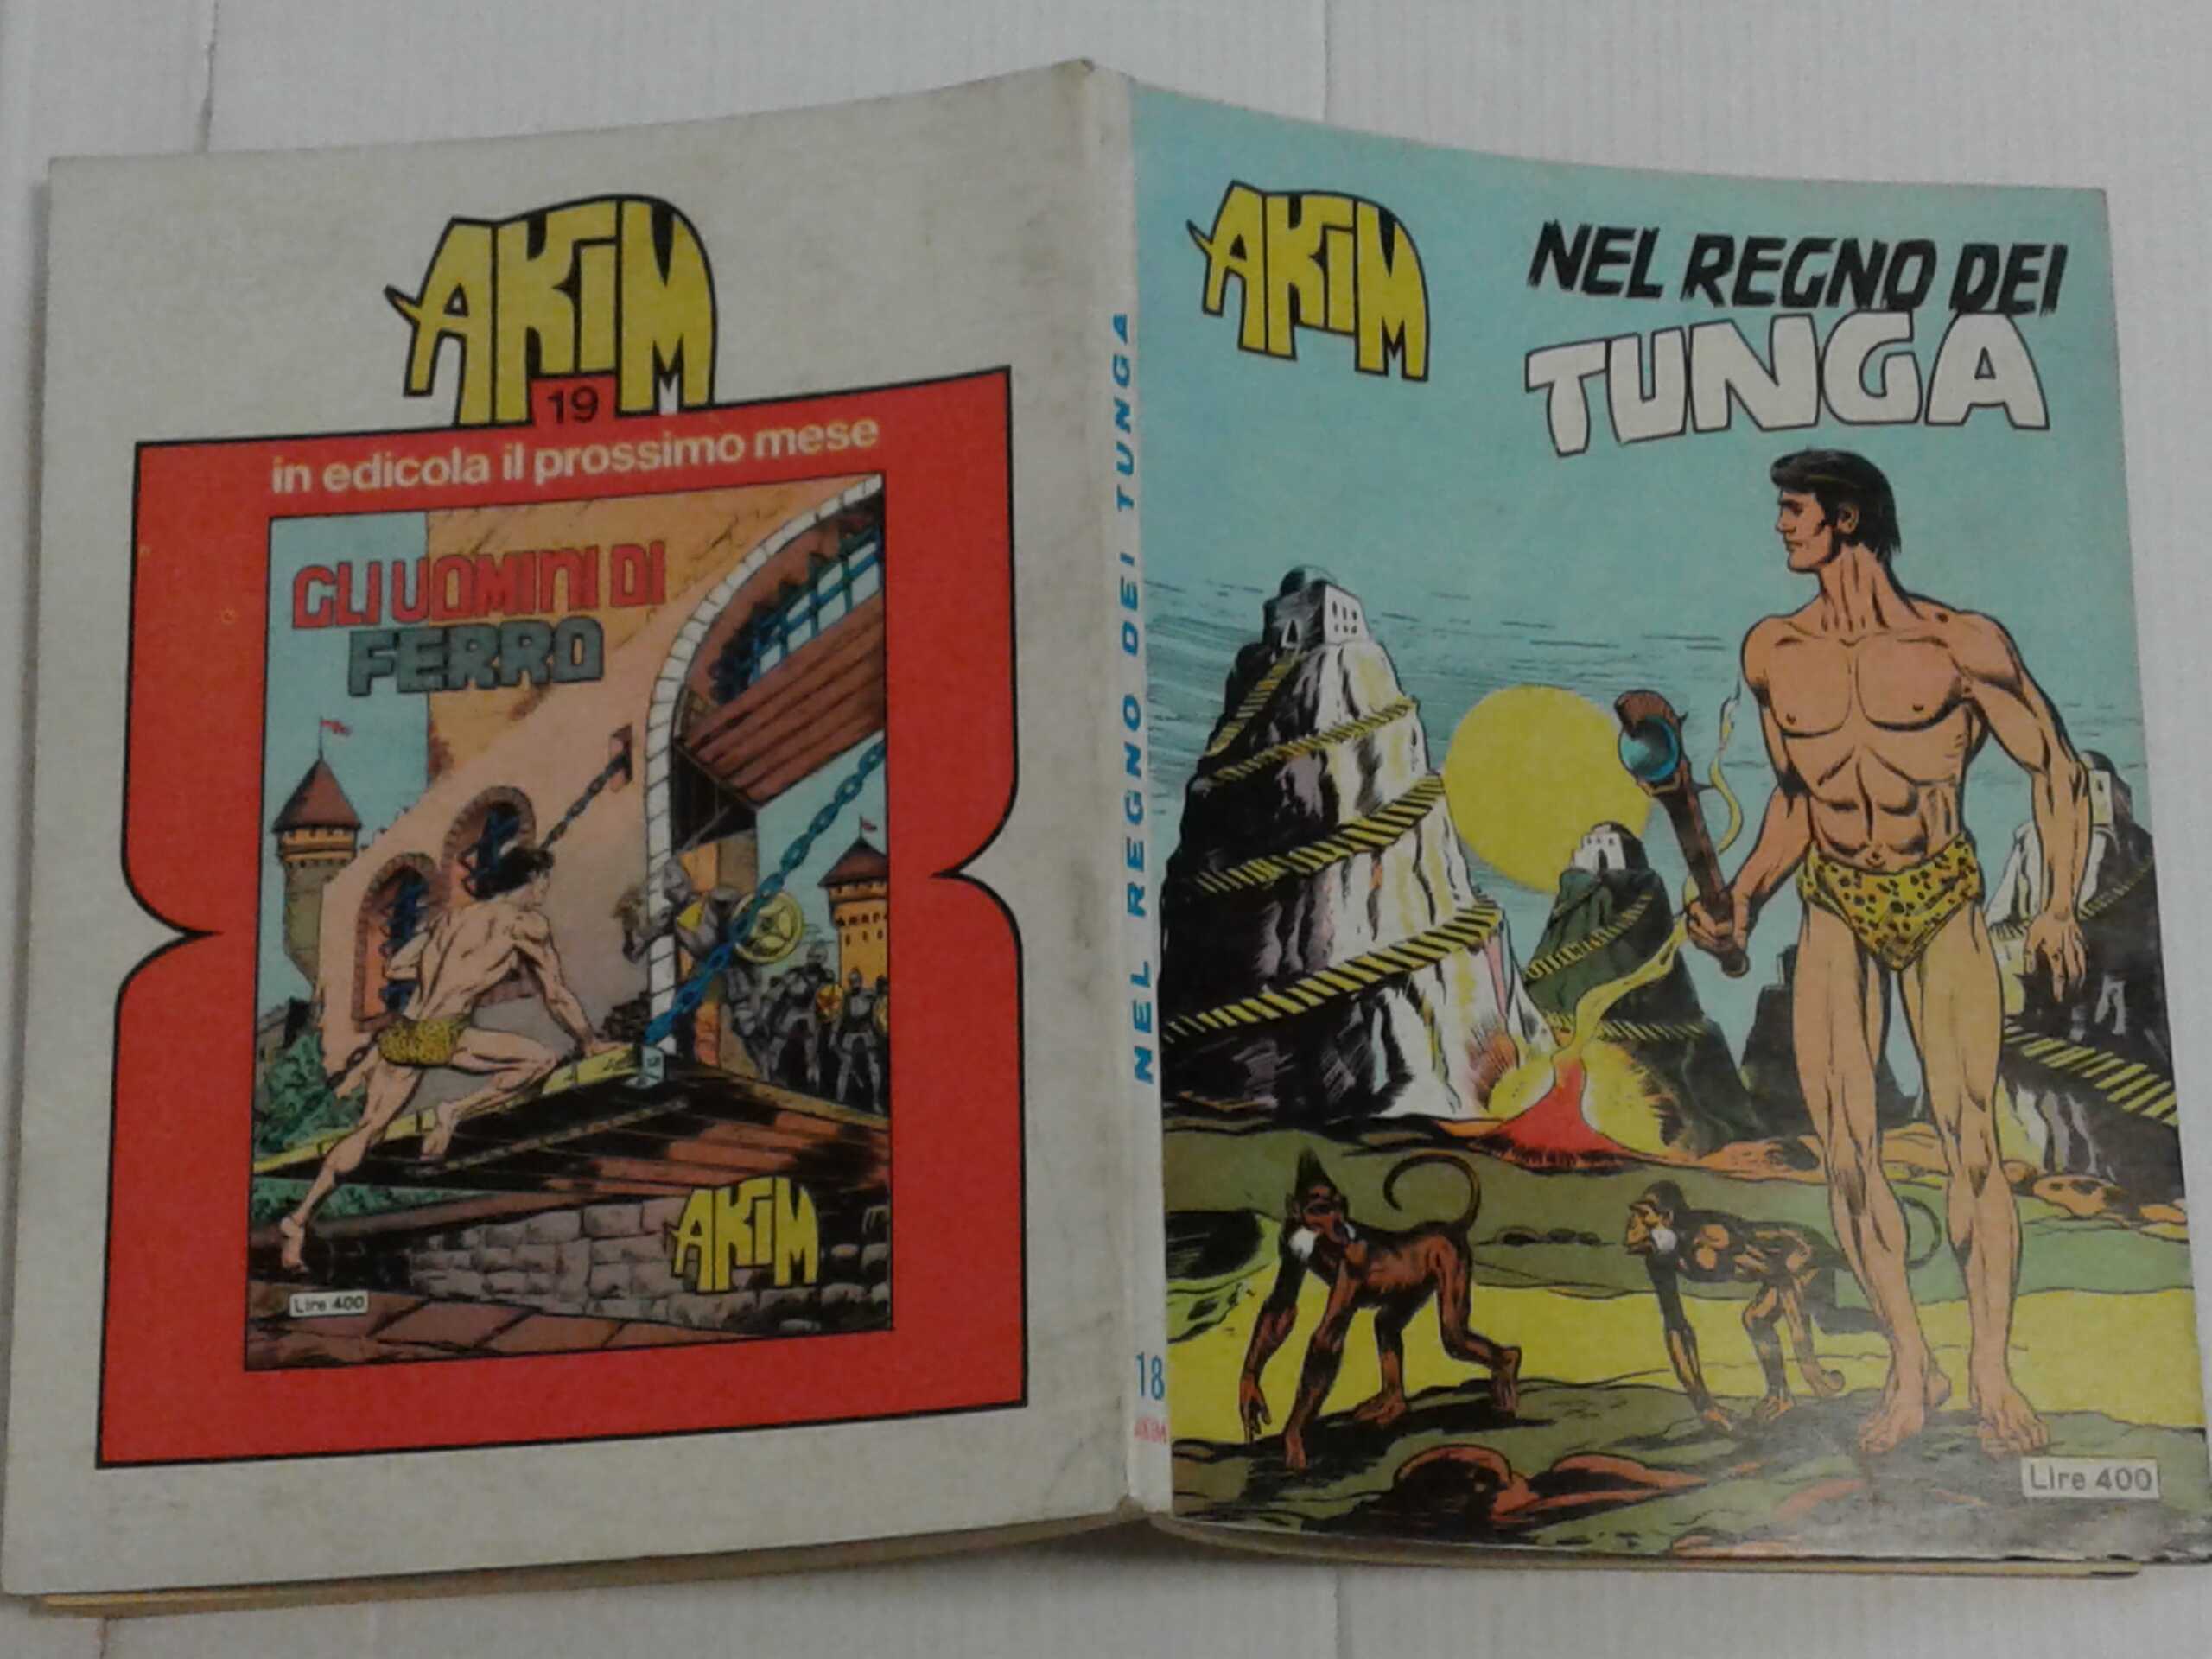 AKIM
19
in edicola il prossimo mese
GLI UOMINI DI
FERRO
AKIM
Lire 400
NEL REGNO DEI TUNGA
18
AKIM
AKIM
NEL REGNO DEI
TUNGA
Lire 400